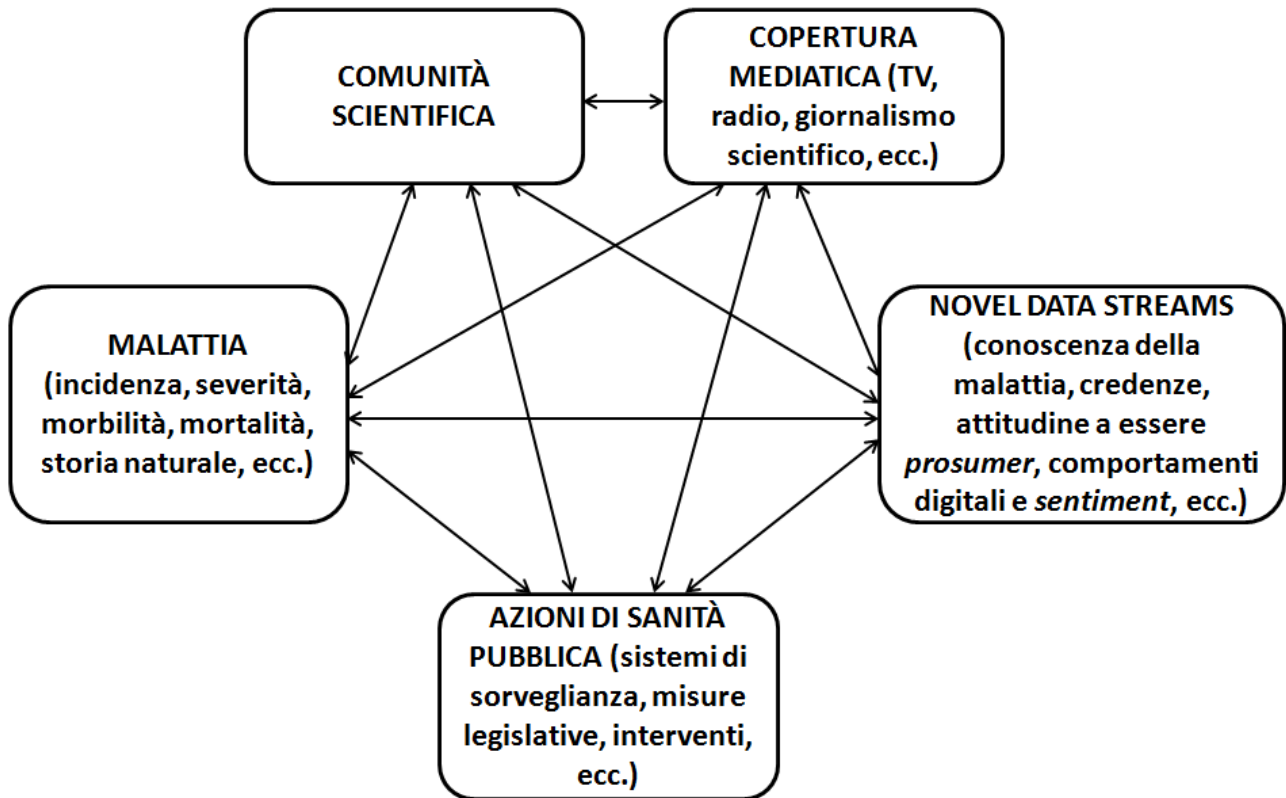 COMUNITÀ
SCIENTIFICA
COPERTURA
MEDIATICA (TV,
radio, giornalismo
scientifico, ecc.)
MALATTIA
(incidenza, severità,
morbilità, mortalità,
storia naturale, ecc.)
NOVEL DATA STREAMS
(conoscenza della
malattia, credenze,
attitudine a essere
prosumer, comportamenti
digitali e sentiment, ecc.)
AZIONI DI SANITÀ
PUBBLICA (sistemi di
sorveglianza, misure
legislative, interventi,
ecc.)